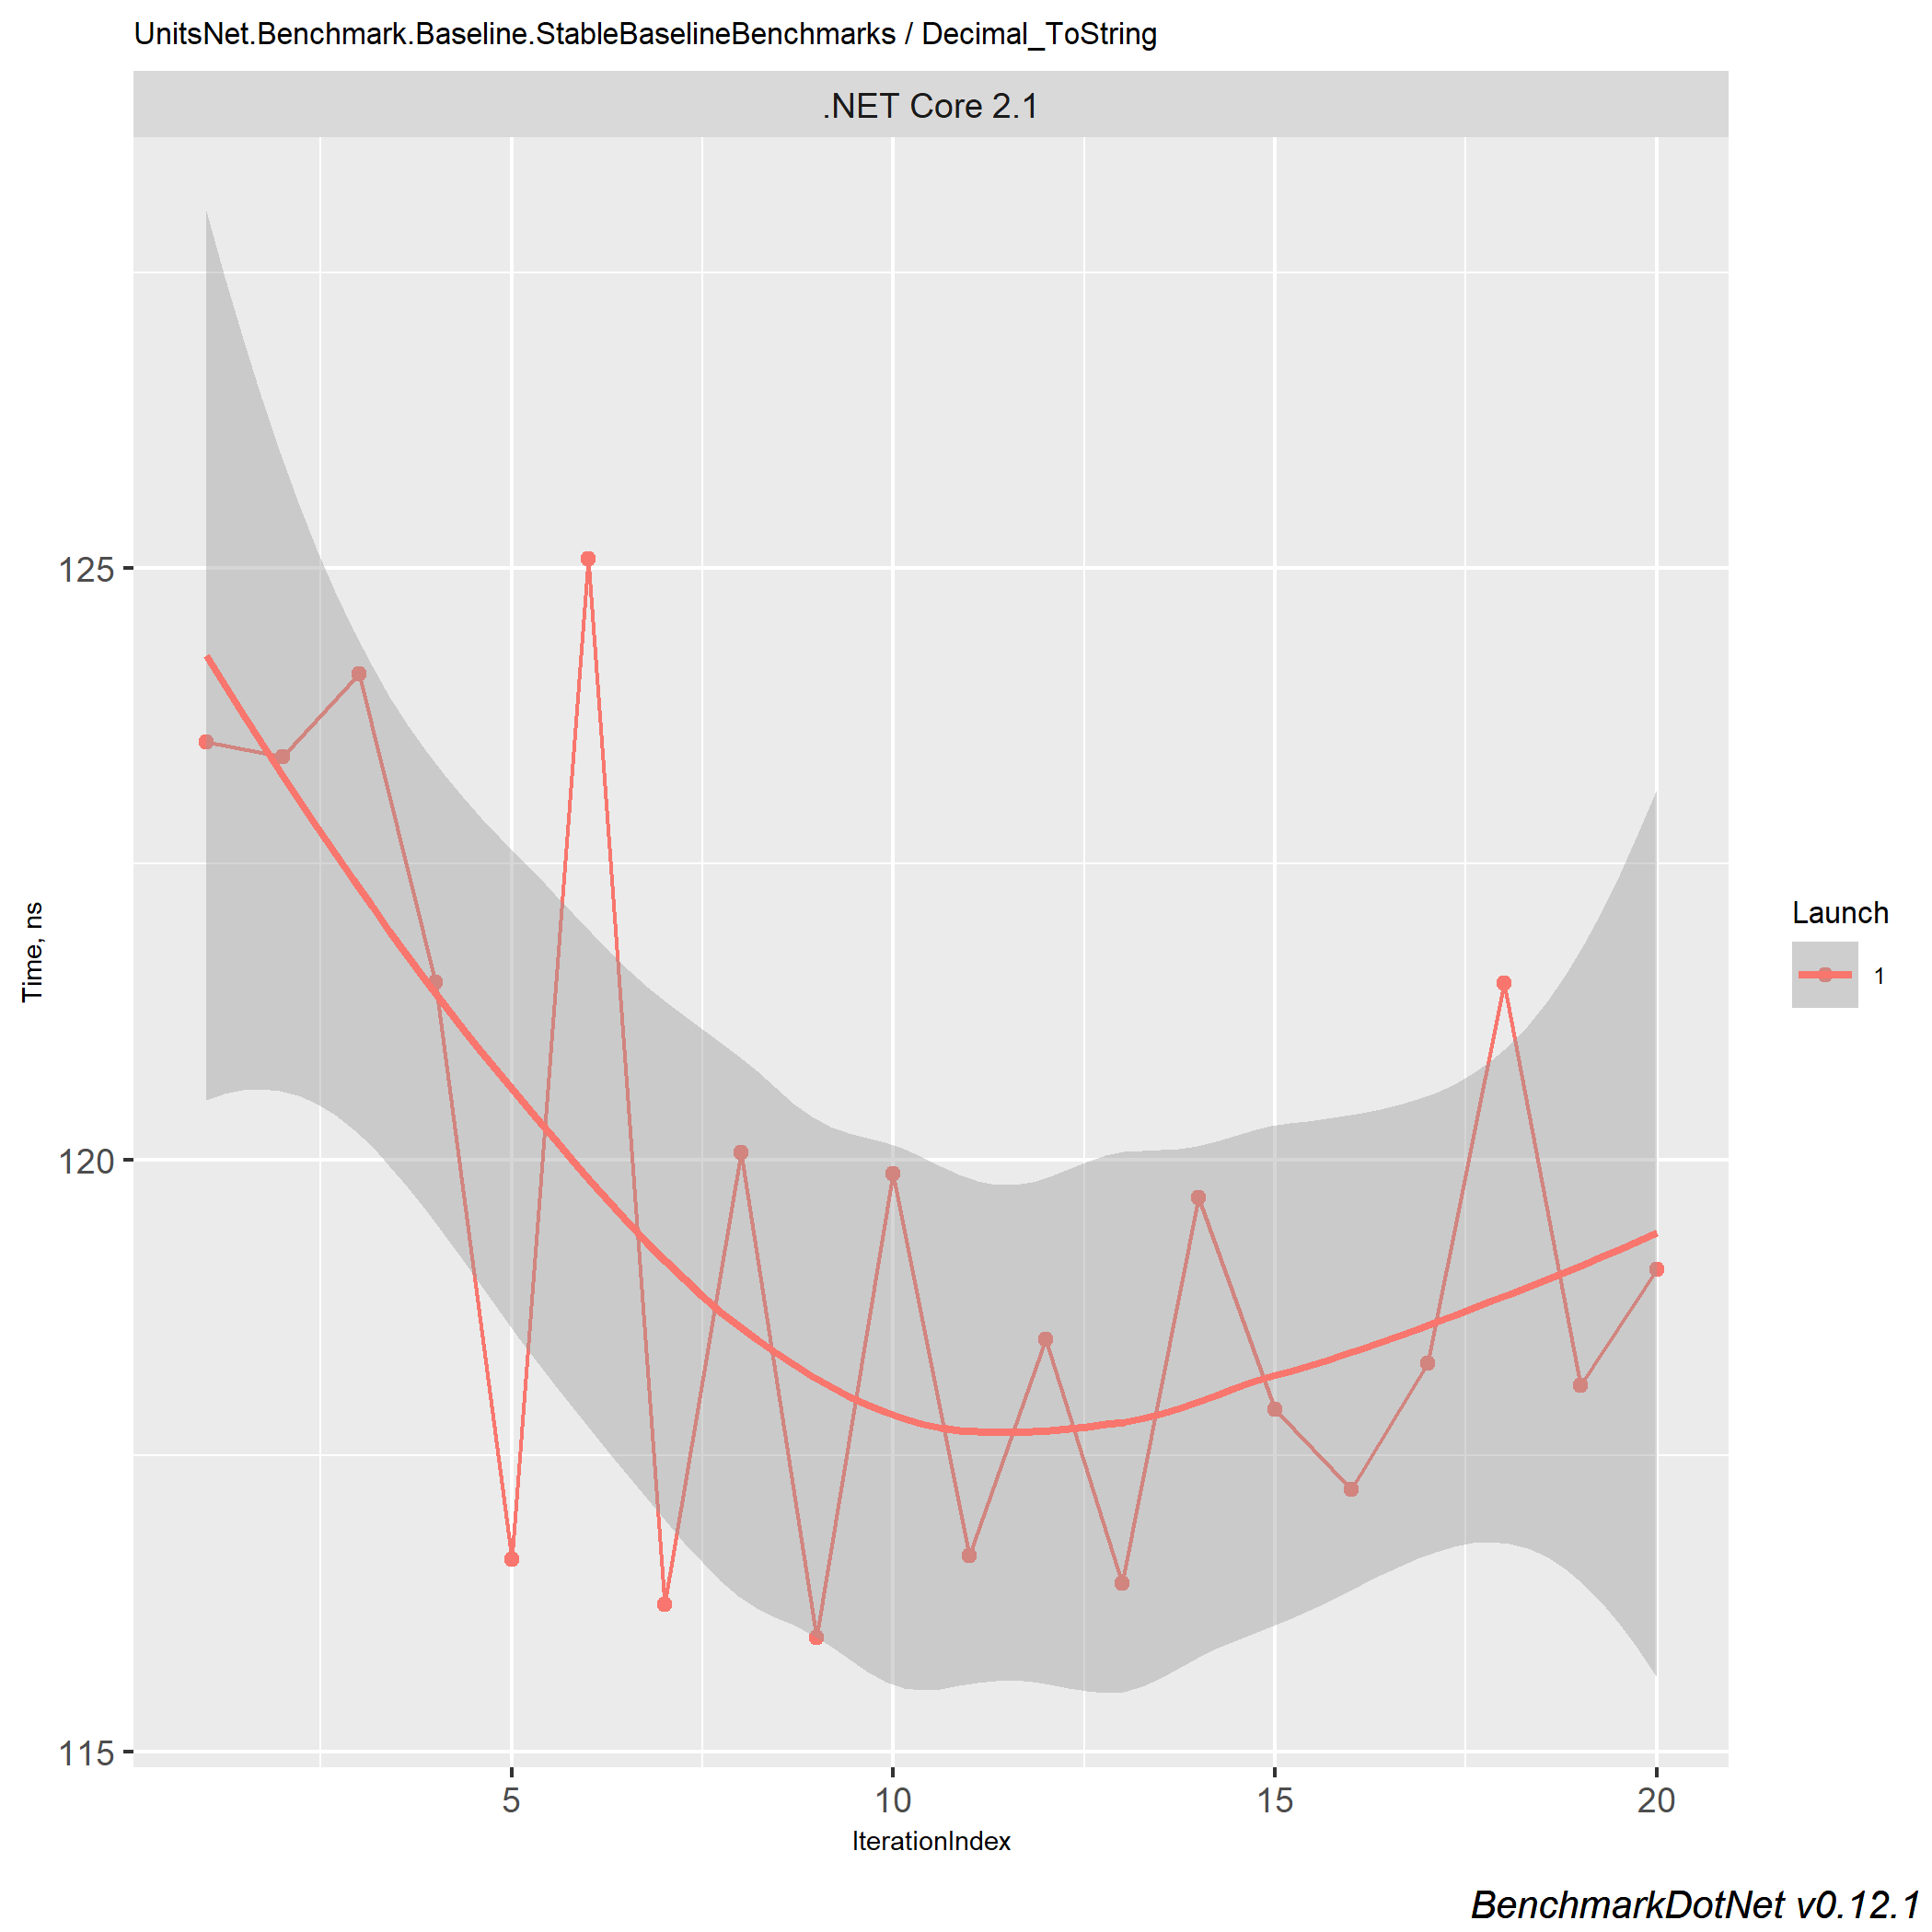 UnitsNet.Benchmark.Baseline.StableBaselineBenchmarks / Decimal_ToString
.NET Core 2.1
125
120
115
Time, ns
5 10 15 20
IterationIndex
Launch
1
BenchmarkDotNet v0.12.1